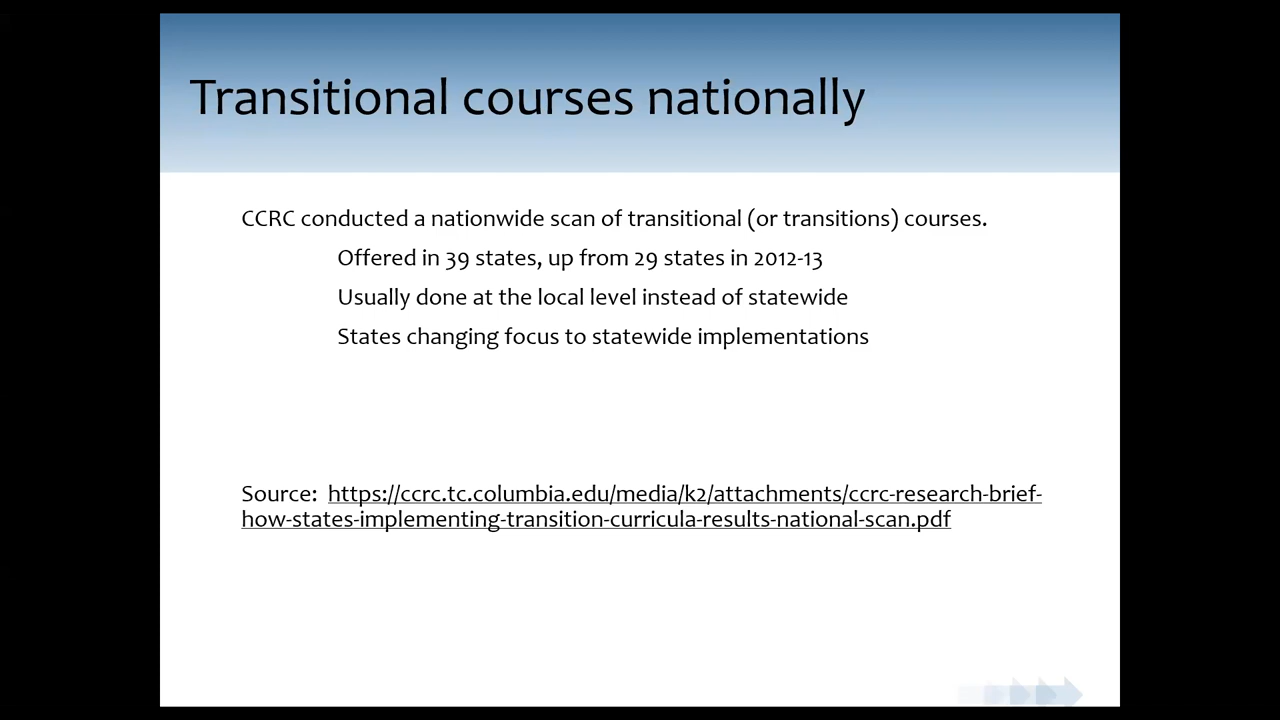 Transitional courses nationally
CCRC conducted a nationwide scan of transitional (or transitions) courses.
Offered in 39 states, up from 29 states in 2012-13
Usually done at the local level instead of statewide
States changing focus to statewide implementations
Source: https://ccrc.tc.columbia.edu/media/k2/attachments/ccrc-research-brief-
how-states-implementing-transition-curricula-results-national-scan.pdf